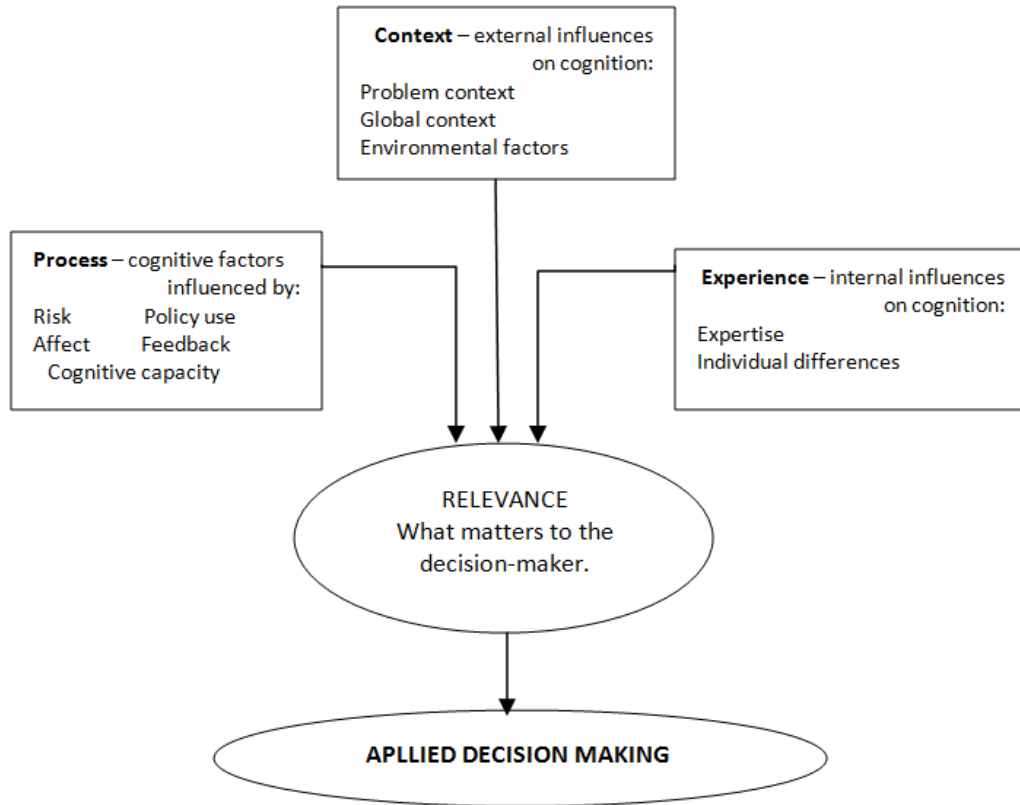 Context – external influences
on cognition:
Problem context
Global context
Environmental factors
Process – cognitive factors
influenced by:
Risk Policy use
Affect Feedback
Cognitive capacity
Experience – internal influences
on cognition:
Expertise
Individual differences
RELEVANCE
What matters to the
decision-maker.
APLLIED DECISION MAKING